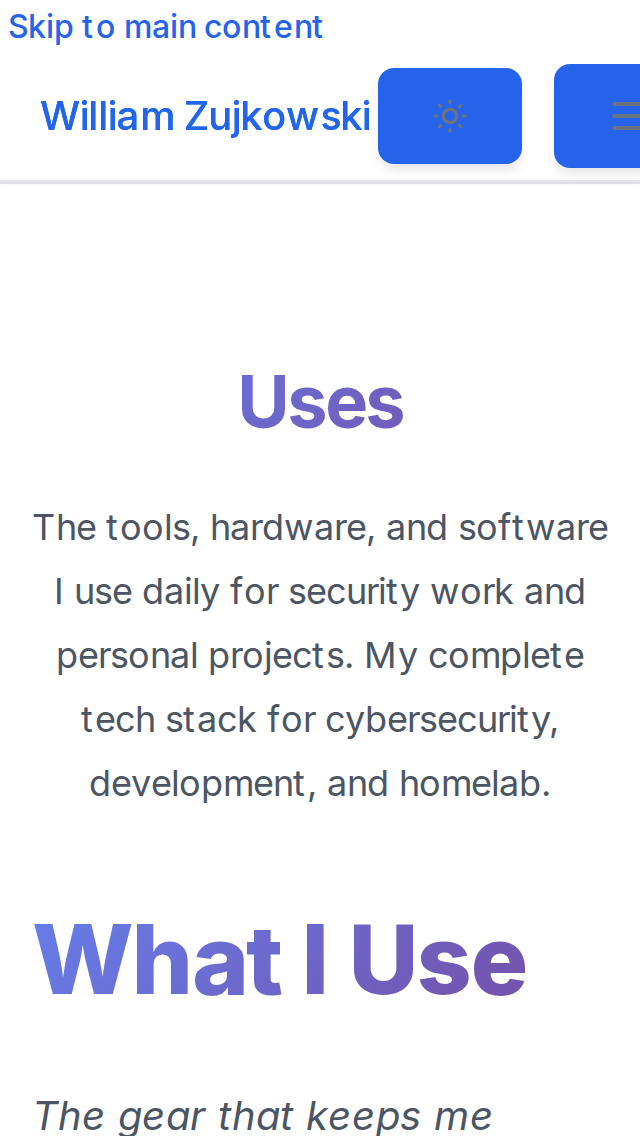 Skip to main content
William Zujkowski
Uses
The tools, hardware, and software
I use daily for security work and
personal projects. My complete
tech stack for cybersecurity,
development, and homelab.
What I Use
The gear that keeps me